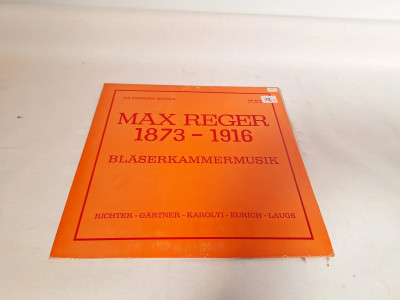 MAX REGER
1873 - 1916
BLÄSERKAMMERMUSIK
RICHTER - GÄRTNER - KAROLYI - EURICH - LAUGS